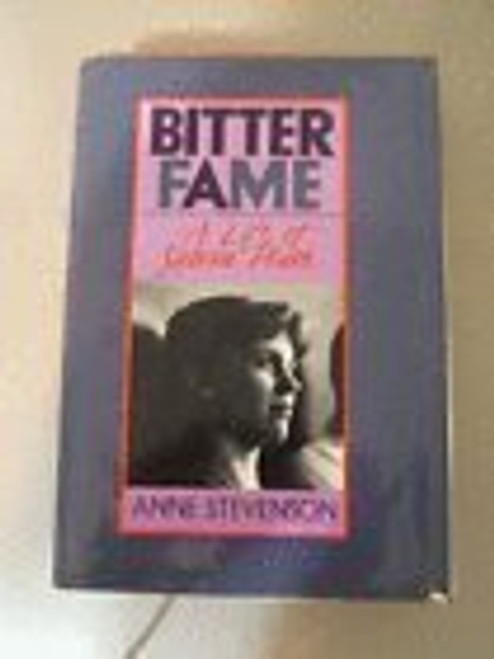 BITTER
FAME
A Life of
Sylvia Plath
ANNE STEVENSON